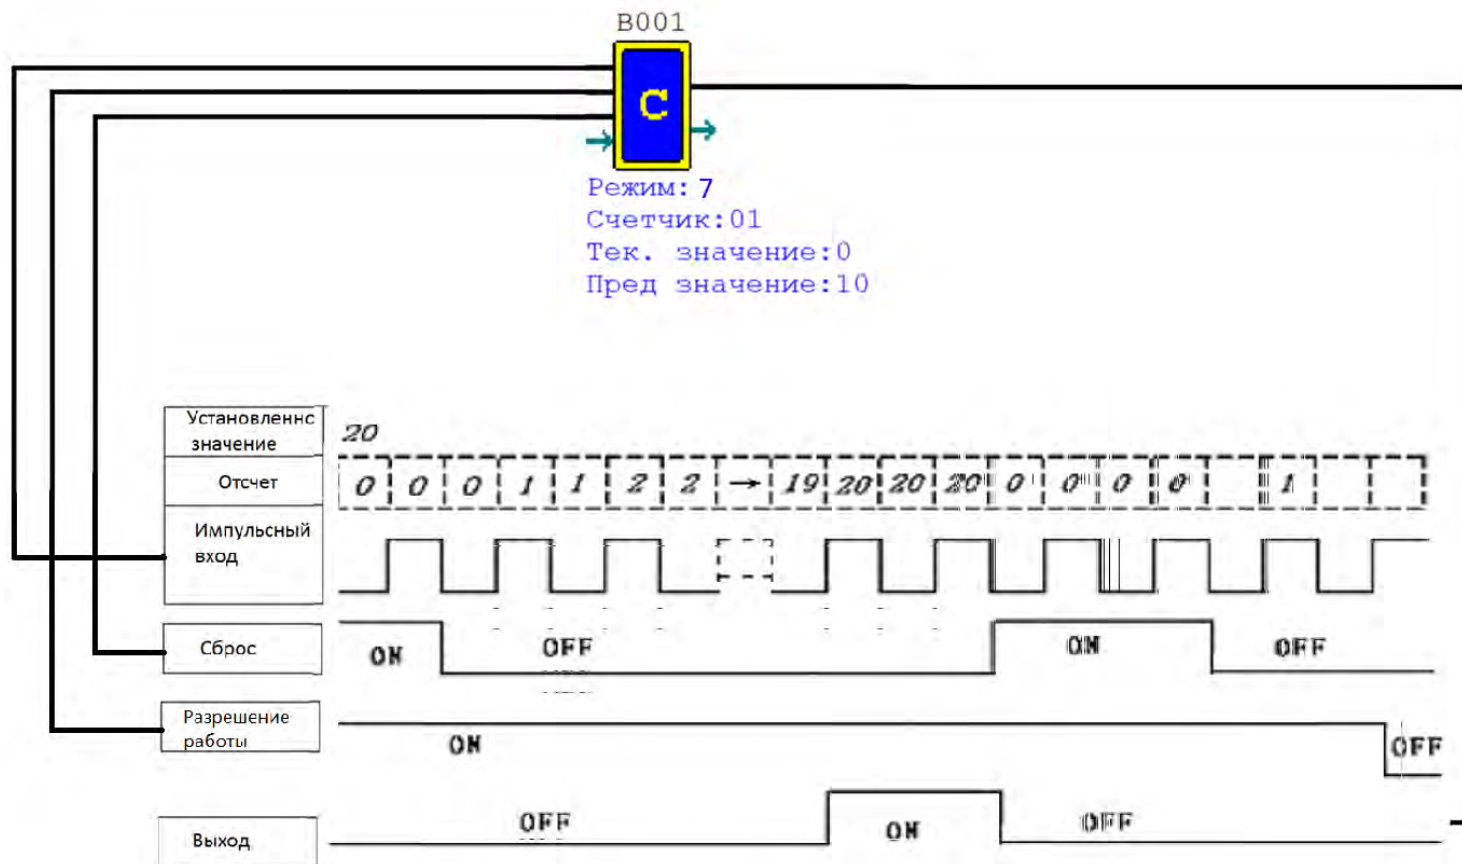 B001
C
Режим: 7
Счетчик:01
Тек. значение:0
Пред значение:10
Установленнс
значение
20
Отсчет
0 0 0 1 1 2 2 → 19 20 20 20 0 0 0 0 1
Импульсный
вход
Сброс
ON OFF ON OFF
Разрешение
работы
ON OFF
Выход
OFF ON OFF